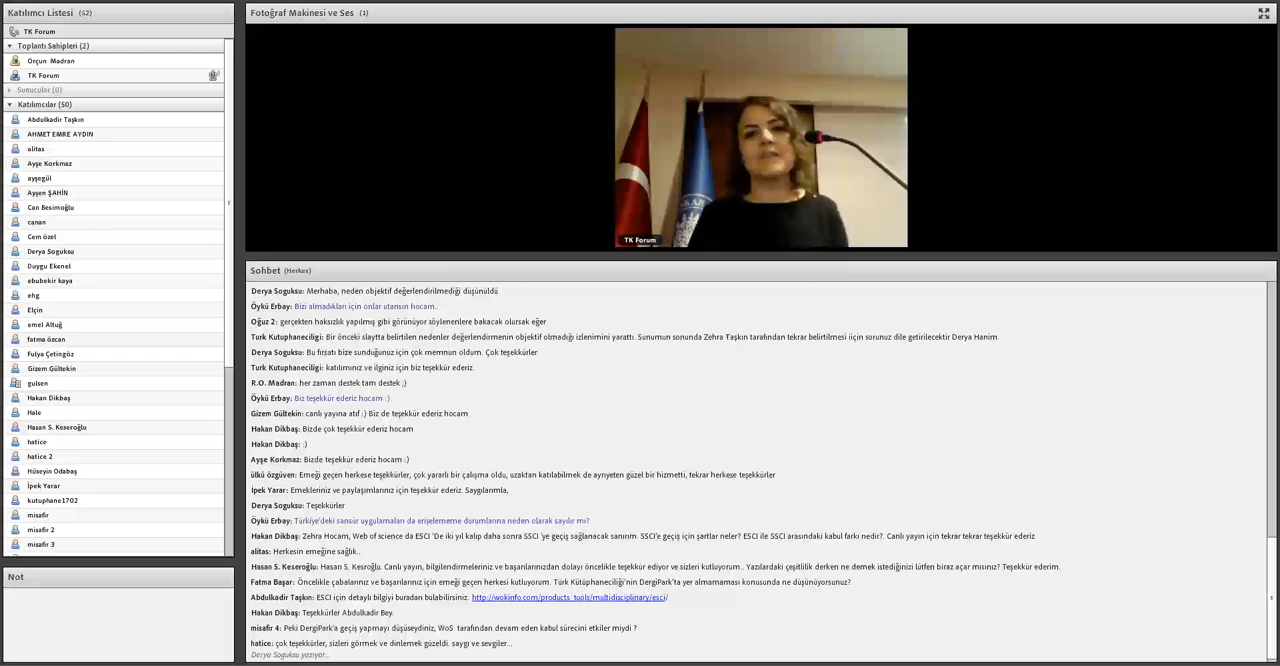 Katılımcı Listesi (52)
TK Forum
Toplantı Sahipleri (2)
Orçun Madran
TK Forum
Sunucular (0)
Katılımcılar (50)
Abdulkadir Taşkın
AHMET EMRE AYDIN
alitas
Ayşe Korkmaz
ayşegül
Ayşen ŞAHİN
Can Besimoğlu
canan
Cem özel
Derya Soguksu
Duygu Ekenel
ebubekir kaya
ehg
Elçin
emel Altuğ
fatma özcan
Fulya Çetingöz
Gizem Gültekin
gulsen
Hakan Dikbaş
Hale
Hasan S. Keseroğlu
hatice
hatice 2
Hüseyin Odabaş
İpek Yarar
kutuphane1702
misafir
misafir 2
misafir 3
Not
Fotoğraf Makinesi ve Ses (1)
TK Forum
Sohbet (Herkes)
Derya Soguksu: Merhaba, neden objektif değerlendirilmediği düşünüldü
Öykü Erbay: Bizi almadıkları için onlar utansın hocam..
Oğuz 2: gerçekten haksızlık yapılmış gibi görünüyor söylenenlere bakacak olursak eğer
Turk Kutuphaneciligi: Bir önceki slaytta belirtilen nedenler değerlendirmenin objektif olmadığı izlenimini yarattı. Sunumun sonunda Zehra Taşkın tarafından tekrar belirtilmesi iiçin sorunuz dile getirilecektir Derya Hanim.
Derya Soguksu: Bu fırsatı bize sunduğunuz için çok memnun oldum. Çok teşekkürler
Turk Kutuphaneciligi: katılımınız ve ilginiz için biz teşekkür ederiz.
R.O. Madran: her zaman destek tam destek ;)
Öykü Erbay: Biz teşekkür ederiz hocam :)
Gizem Gültekin: canlı yayına atıf :) Biz de teşekkür ederiz hocam
Hakan Dikbaş: Bizde çok teşekkür ederiz hocam
Hakan Dikbaş: :)
Ayşe Korkmaz: Bizde teşekkür ederiz hocam :)
ülkü özgüven: Emeği geçen herkese teşekkürler, çok yararlı bir çalışma oldu, uzaktan katılabilmek de ayrıyeten güzel bir hizmetti, tekrar herkese teşekkürler
İpek Yarar: Emekleriniz ve paylaşımlarınız için teşekkür ederiz. Saygılarımla,
Derya Soguksu: Teşekkürler
Öykü Erbay: Türkiye'deki sansür uygulamaları da erişelememe durumlarına neden olarak sayılır mı?
Hakan Dikbaş: Zehra Hocam, Web of science da ESCI 'De iki yıl kalıp daha sonra SSCI 'ye geçiş sağlanacak sanırım. SSCI'e geçiş için şartlar neler? ESCI ile SSCI arasındaki kabul farkı nedir?. Canlı yayın için tekrar tekrar teşekkür ederiz.
alitas: Herkesin emeğine sağlık..
Hasan S. Keseroğlu: Hasan S. Kesroğlu. Canlı yayın, bilgilendirmeleriniz ve başarılarınızdan dolayı öncelikle teşekkür ediyor ve sizleri kutluyorum.. Yazılardaki çeşitlilik derken ne demek istediğinizi lütfen biraz açar mısınız? Teşekkür ederim.
Fatma Başar: Öncelikle çabalarınız ve başarılarınız için emeği geçen herkesi kutluyorum. Türk Kütüphaneciliği'nin DergiPark'ta yer almaması konusunda ne düşünüyorsunuz?
Abdulkadir Taşkın: ESCI için detaylı bilgiyi buradan bulabilirsiniz. http://wokinfo.com/products_tools/multidisciplinary/esci/
Hakan Dikbaş: Teşekkürler Abdulkadir Bey.
misafir 4: Peki DergiPark'a geçiş yapmayı düşüseydiniz, WoS tarafından devam eden kabul sürecini etkiler miydi ?
hatice: çok teşekkürler, sizleri görmek ve dinlemek güzeldi. saygı ve sevgiler...
Derya Soguksu yazıyor...